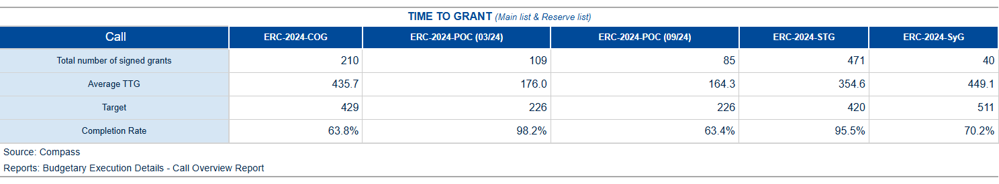 TIME TO GRANT (Main list & Reserve list)
Call ERC-2024-COG ERC-2024-POC (03/24) ERC-2024-POC (09/24) ERC-2024-STG ERC-2024-SyG
Total number of signed grants 210 109 85 471 40
Average TTG 435.7 176.0 164.3 354.6 449.1
Target 429 226 226 420 511
Completion Rate 63.8% 98.2% 63.4% 95.5% 70.2%
Source: Compass
Reports: Budgetary Execution Details - Call Overview Report